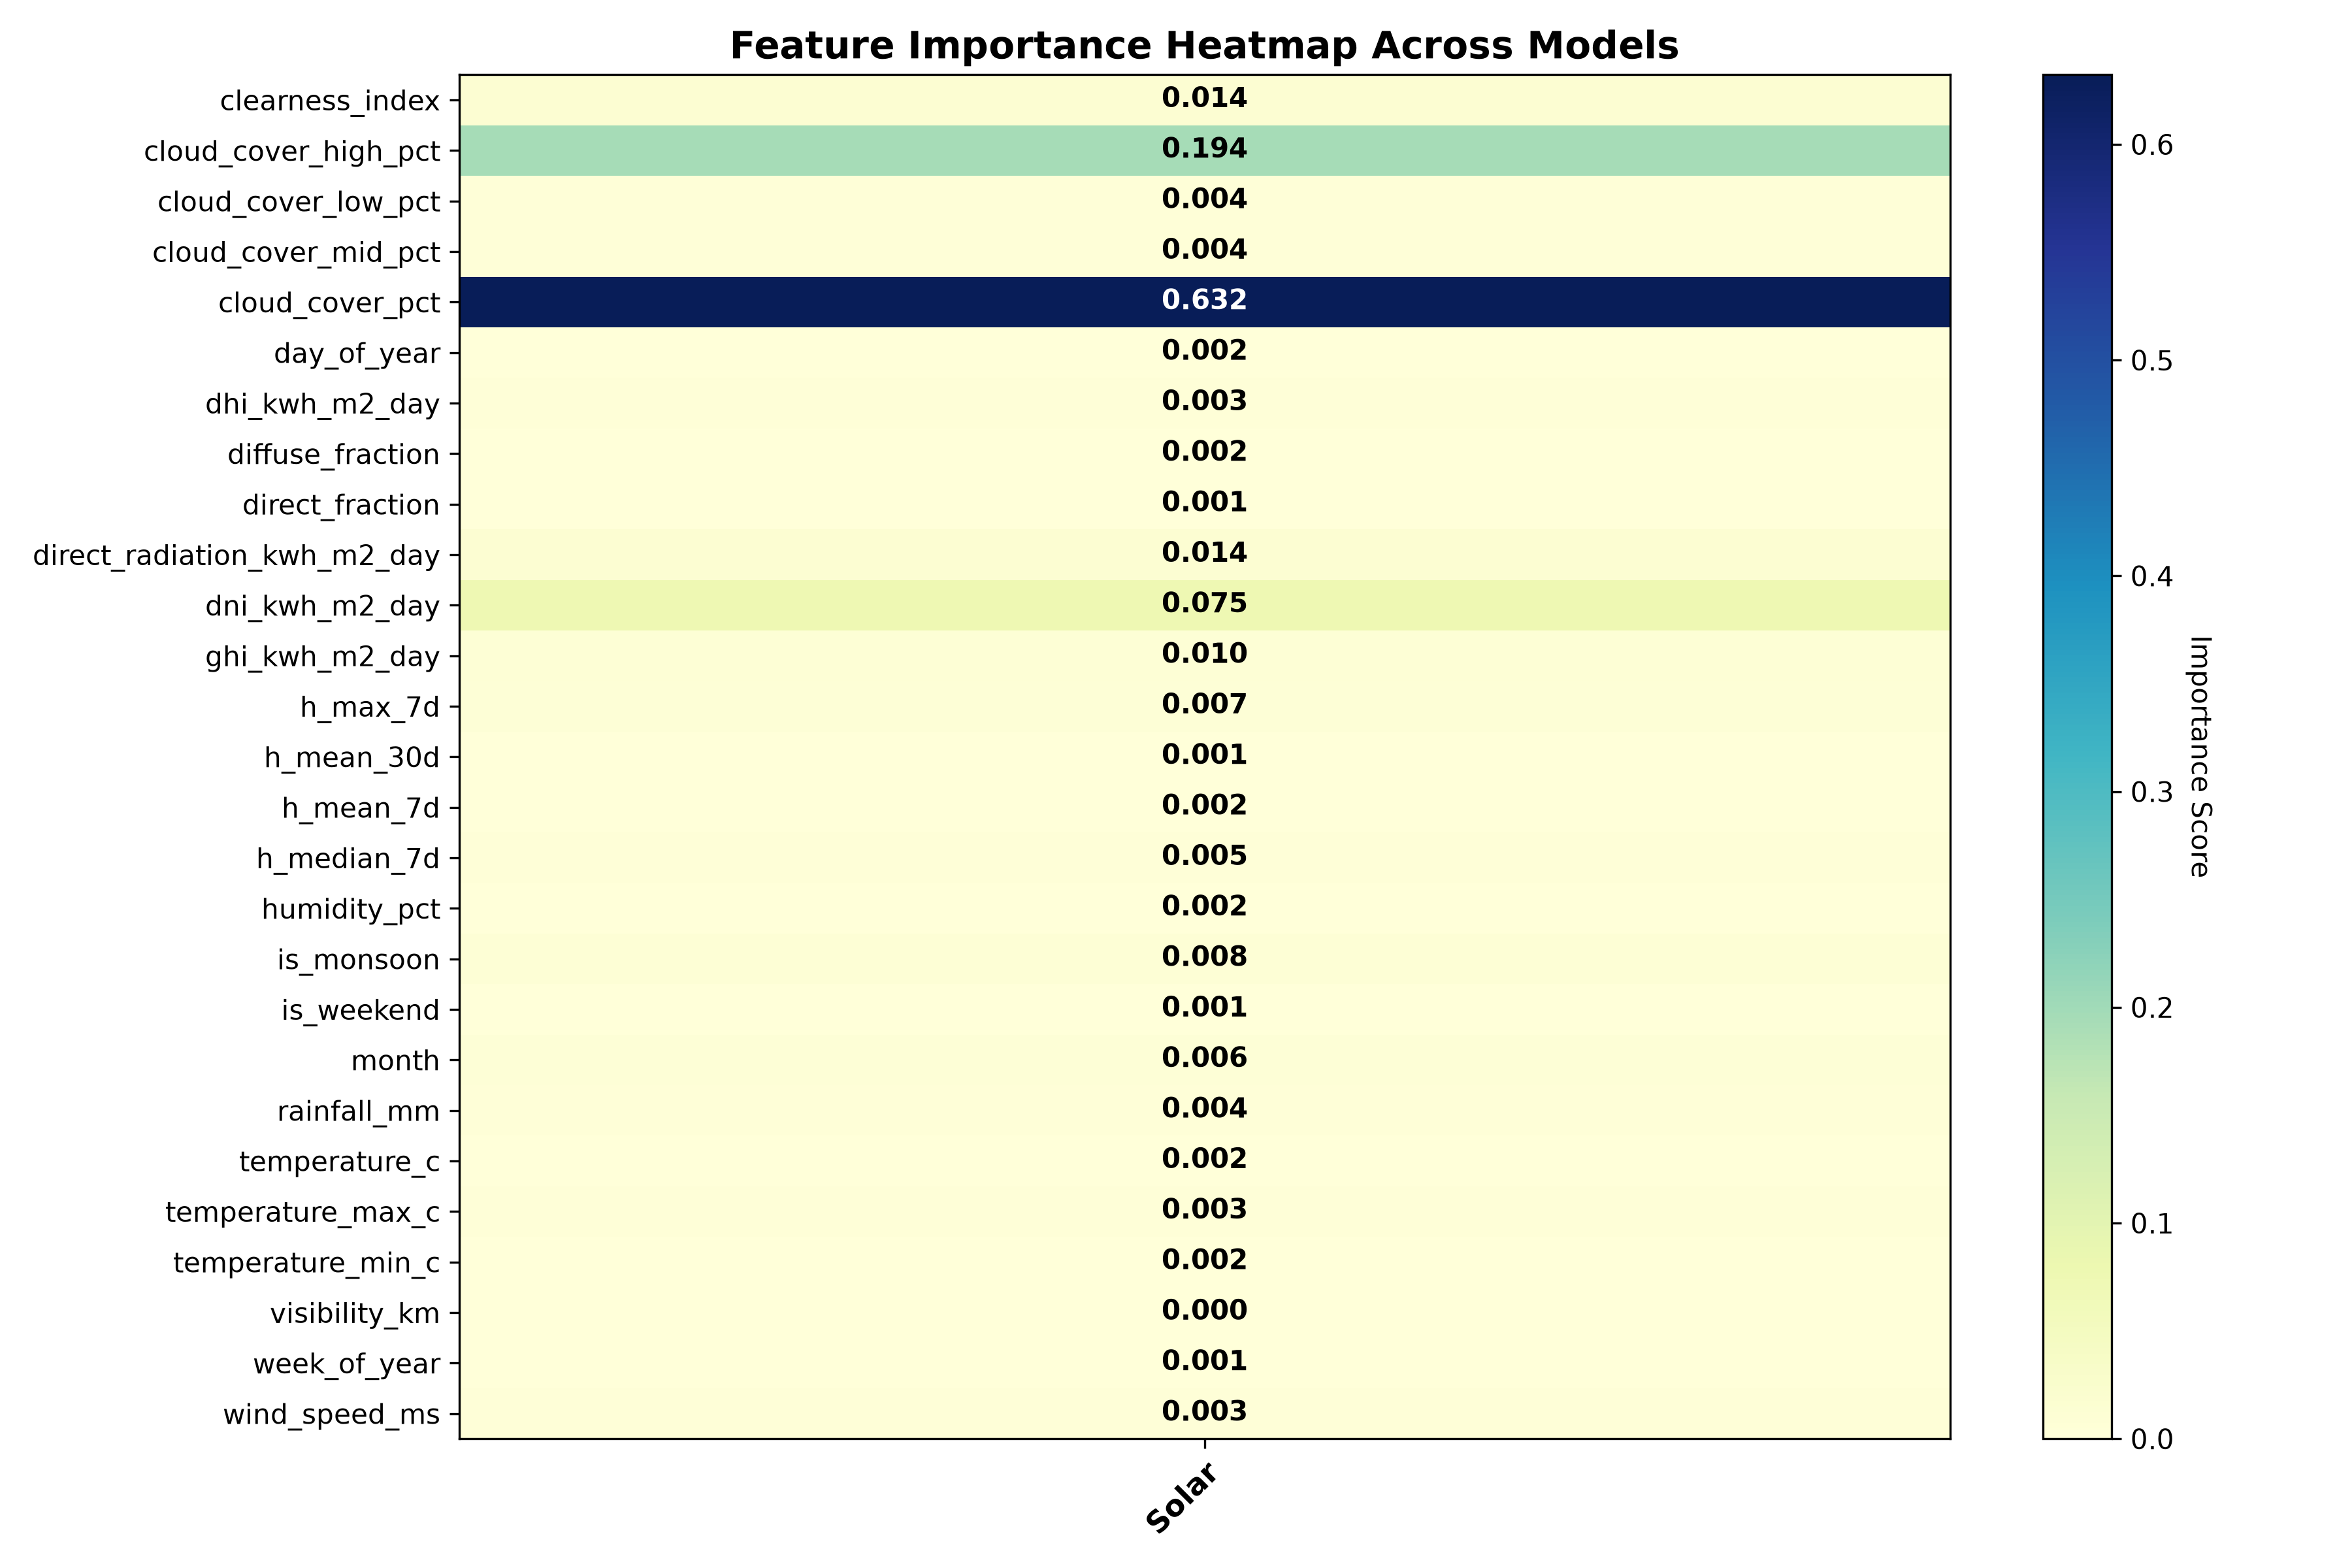 Feature Importance Heatmap Across Models
clearness_index 0.014
cloud_cover_high_pct 0.194
cloud_cover_low_pct 0.004
cloud_cover_mid_pct 0.004
cloud_cover_pct 0.632
day_of_year 0.002
dhi_kwh_m2_day 0.003
diffuse_fraction 0.002
direct_fraction 0.001
direct_radiation_kwh_m2_day 0.014
dni_kwh_m2_day 0.075
ghi_kwh_m2_day 0.010
h_max_7d 0.007
h_mean_30d 0.001
h_mean_7d 0.002
h_median_7d 0.005
humidity_pct 0.002
is_monsoon 0.008
is_weekend 0.001
month 0.006
rainfall_mm 0.004
temperature_c 0.002
temperature_max_c 0.003
temperature_min_c 0.002
visibility_km 0.000
week_of_year 0.001
wind_speed_ms 0.003
Solar
0.6
0.5
0.4
0.3
0.2
0.1
0.0
Importance Score